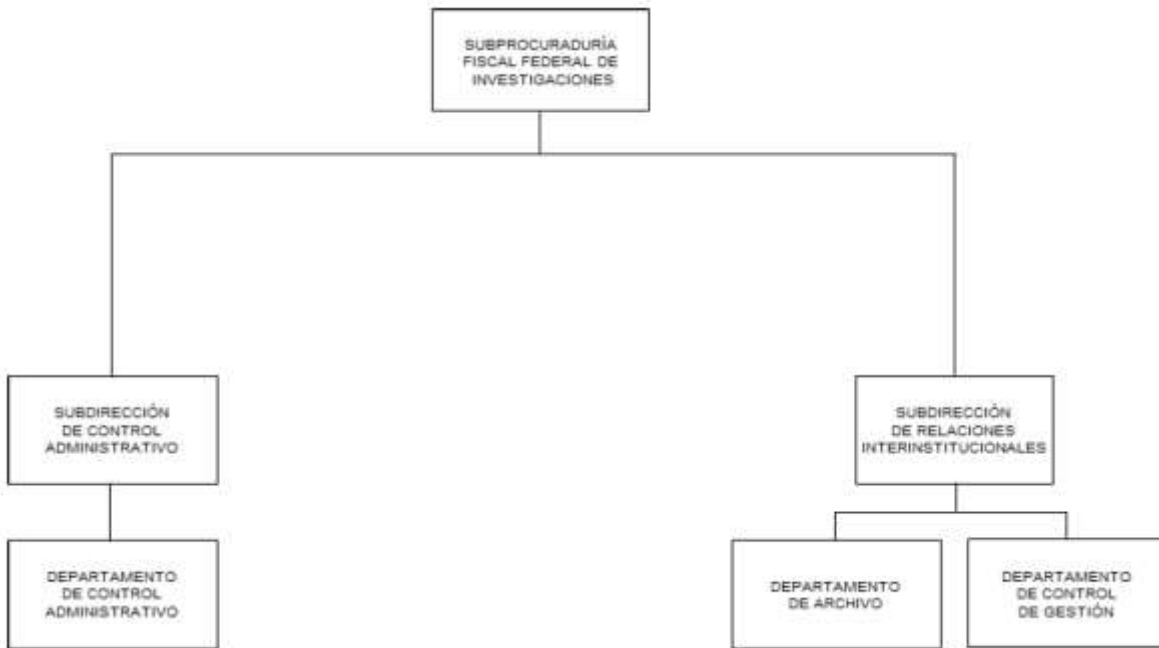 SUBPROCURADURÍA
FISCAL FEDERAL DE
INVESTIGACIONES
SUBDIRECCIÓN
DE CONTROL
ADMINISTRATIVO
SUBDIRECCIÓN
DE RELACIONES
INTERINSTITUCIONALES
DEPARTAMENTO
DE CONTROL
ADMINISTRATIVO
DEPARTAMENTO
DE ARCHIVO
DEPARTAMENTO
DE CONTROL
DE GESTIÓN